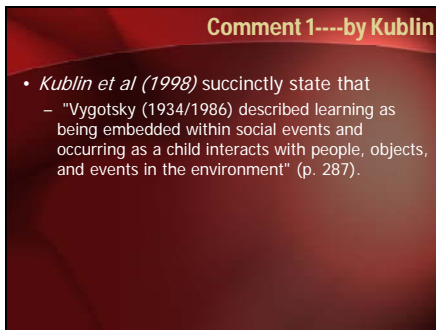 Comment 1----by Kublin
• Kublin et al (1998) succinctly state that
– "Vygotsky (1934/1986) described learning as
being embedded within social events and
occurring as a child interacts with people, objects,
and events in the environment" (p. 287).